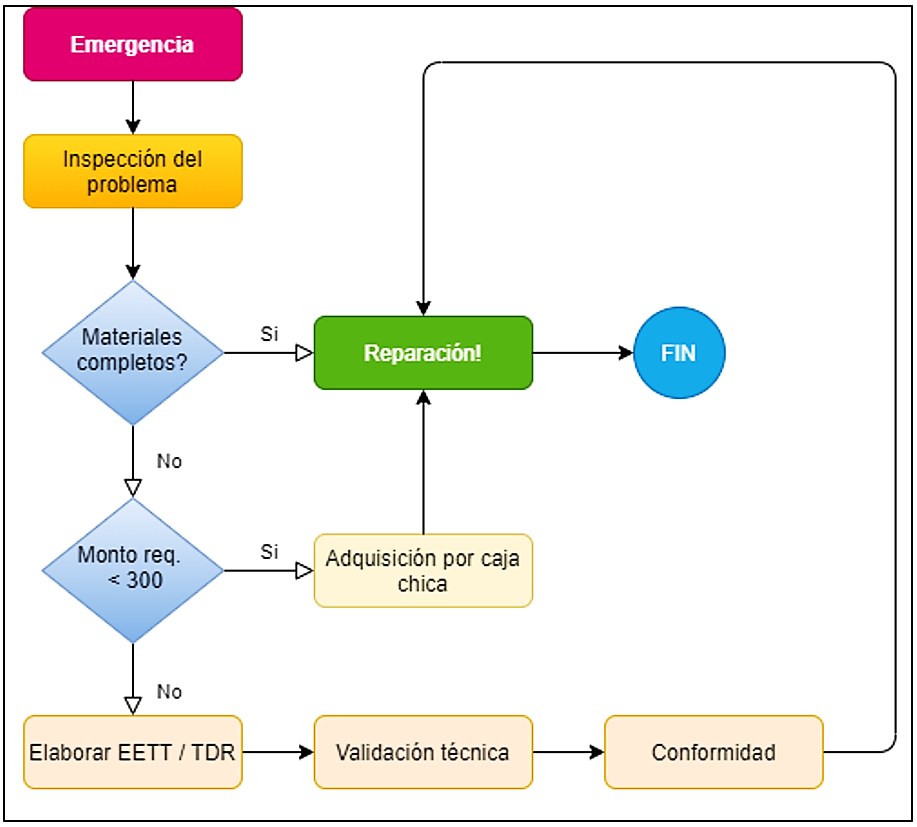 Emergencia
Inspección del
problema
Materiales
completos?
Si
Reparación!
FIN
No
Monto req.
< 300
Si
Adquisición por caja
chica
No
Elaborar EETT / TDR
Validación técnica
Conformidad